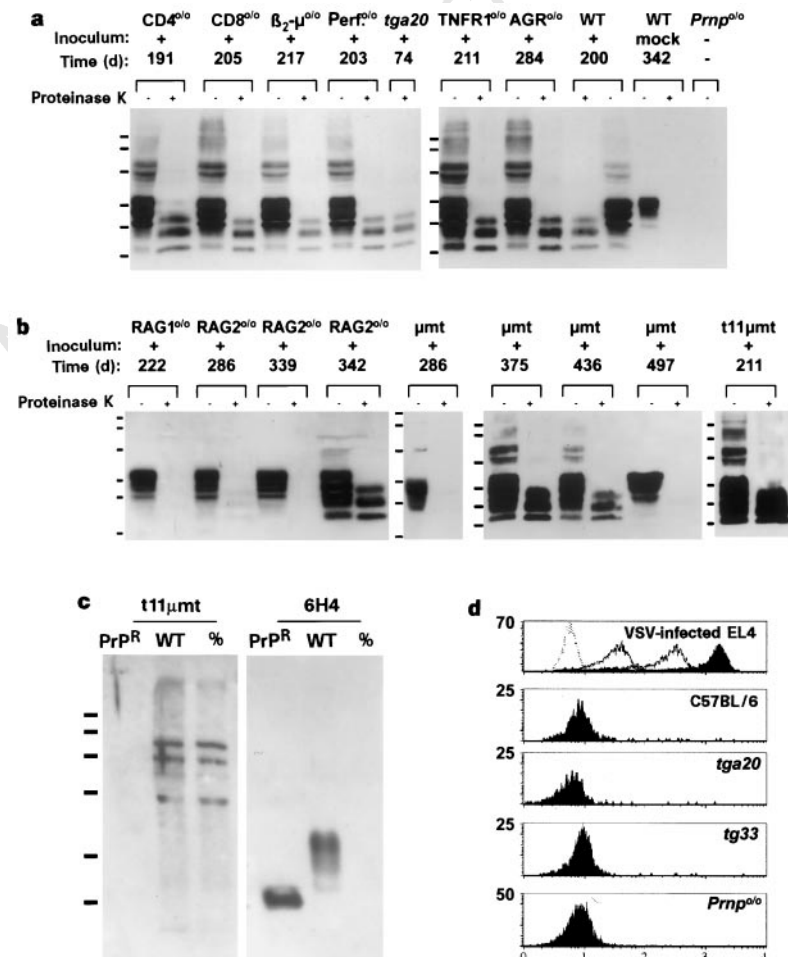 a
CD4o/o CD8o/o ß2-µo/o Perf.o/o tga20 TNFR1o/o AGRo/o WT WT Prnpo/o
Inoculum: + + + + + + + + mock -
Time (d): 191 205 217 203 74 211 284 200 342 -
Proteinase K - + - + - + - + + - + - + + - - + -
b
RAG1o/o RAG2o/o RAG2o/o RAG2o/o µmt µmt µmt µmt t11µmt
Inoculum: + + + + + + + + +
Time (d): 222 286 339 342 286 375 436 497 211
Proteinase K - + - + - + - + - + - + - + - + - +
c
t11µmt 6H4
PrPR WT % PrPR WT %
d
70 VSV-infected EL4
25 C57BL/6
25 tga20
25 tg33
50 Prnpo/o
0 1 2 3 4